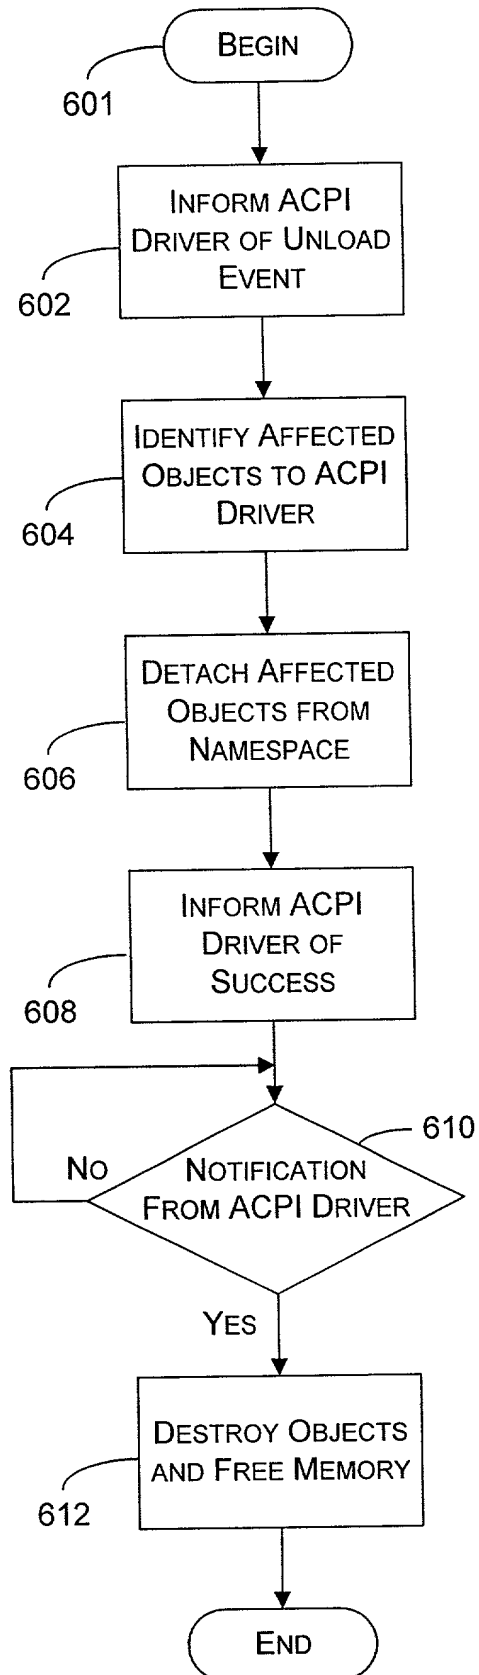 BEGIN
601
INFORM ACPI
DRIVER OF UNLOAD
EVENT
602
IDENTIFY AFFECTED
OBJECTS TO ACPI
DRIVER
604
DETACH AFFECTED
OBJECTS FROM
NAMESPACE
606
INFORM ACPI
DRIVER OF
SUCCESS
608
610
NO
NOTIFICATION
FROM ACPI DRIVER
YES
DESTROY OBJECTS
AND FREE MEMORY
612
END